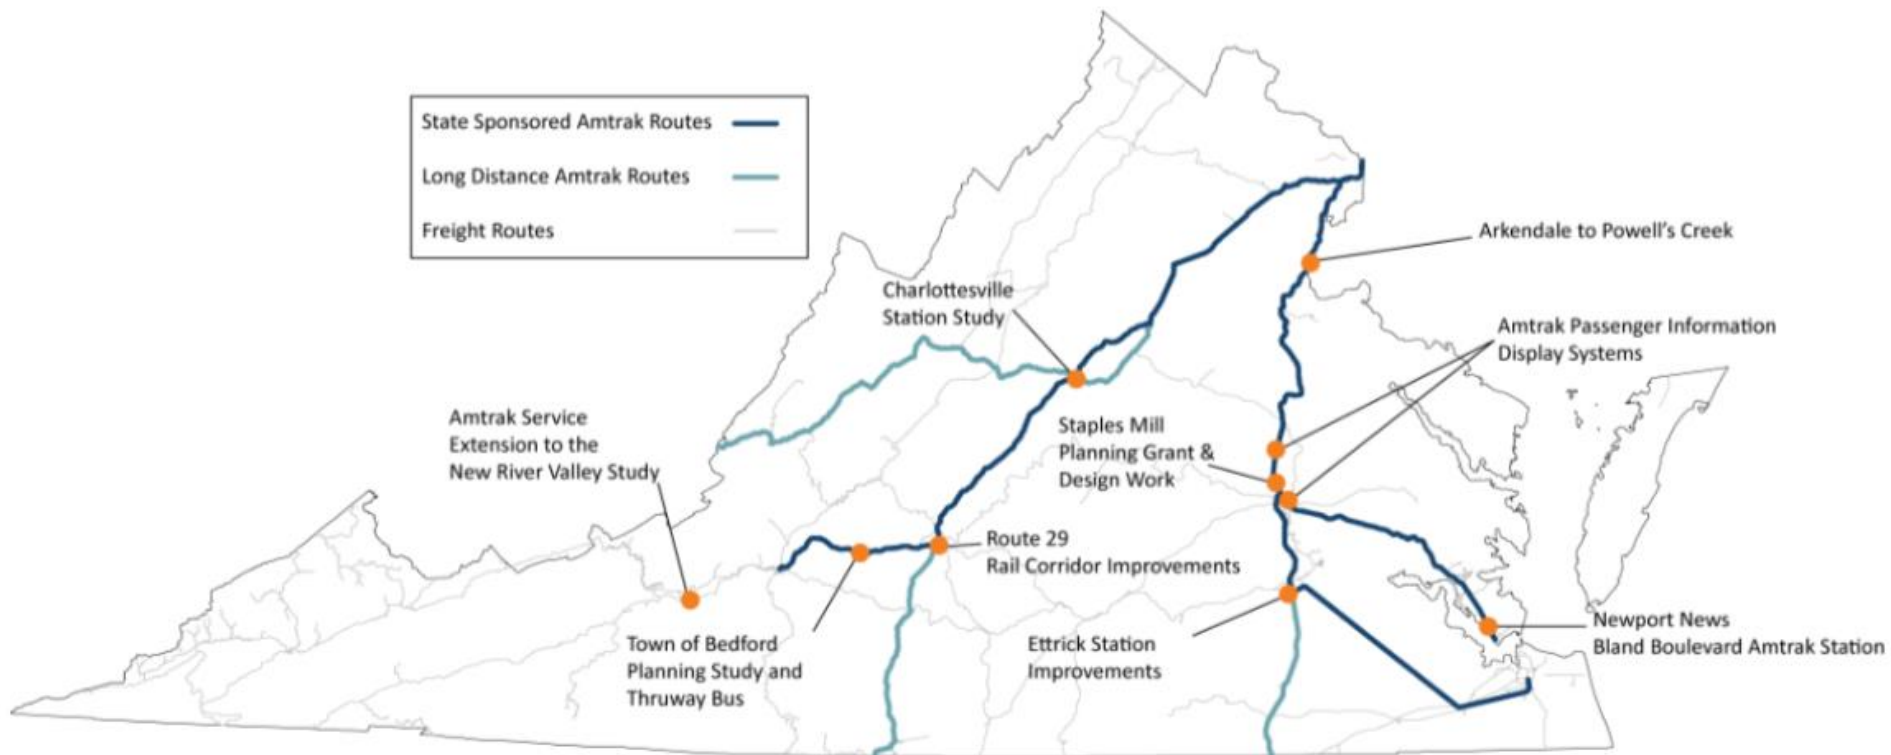 State Sponsored Amtrak Routes
Long Distance Amtrak Routes
Freight Routes
Arkendale to Powell's Creek
Charlottesville
Station Study
Amtrak Passenger Information
Display Systems
Amtrak Service
Extension to the
New River Valley Study
Staples Mill
Planning Grant &
Design Work
Route 29
Rail Corridor Improvements
Town of Bedford
Planning Study and
Thruway Bus
Ettrick Station
Improvements
Newport News
Bland Boulevard Amtrak Station